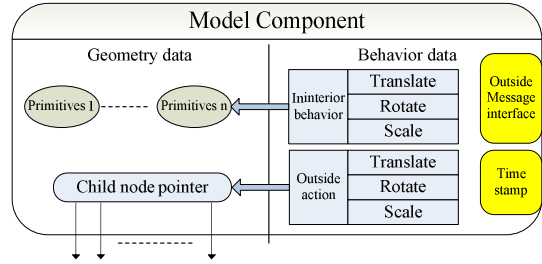 Model Component
Geometry data
Behavior data
Primitives 1
Primitives n
Ininterior
behavior
Translate
Rotate
Scale
Outside
Message
interface
Child node pointer
Outside
action
Translate
Rotate
Scale
Time
stamp